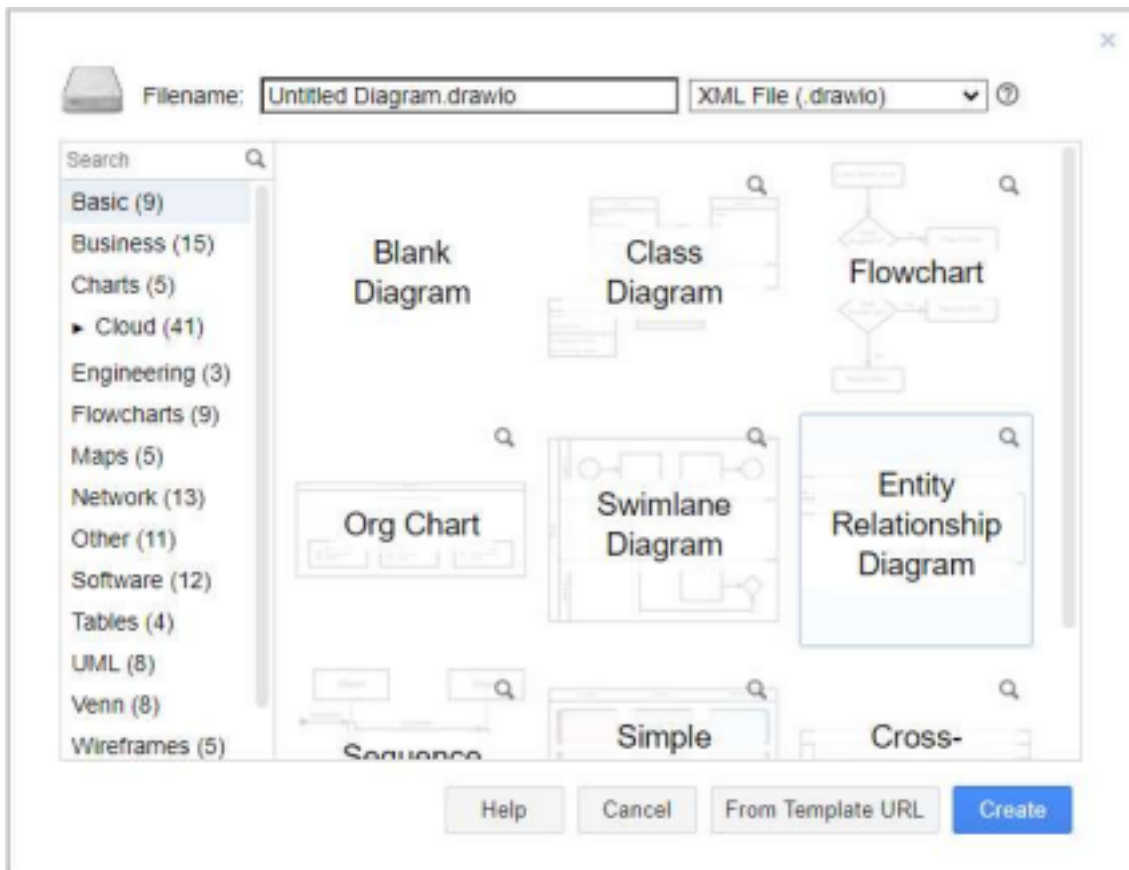 Filename: Untitled Diagram.drawio XML File (.drawio)
Search
Basic (9)
Business (15)
Charts (5)
Cloud (41)
Engineering (3)
Flowcharts (9)
Maps (5)
Network (13)
Other (11)
Software (12)
Tables (4)
UML (8)
Venn (8)
Wireframes (5)
Blank
Diagram
Class
Diagram
Flowchart
Org Chart
Swimlane
Diagram
Entity
Relationship
Diagram
Sequence
Simple
Cross-
Help
Cancel
From Template URL
Create